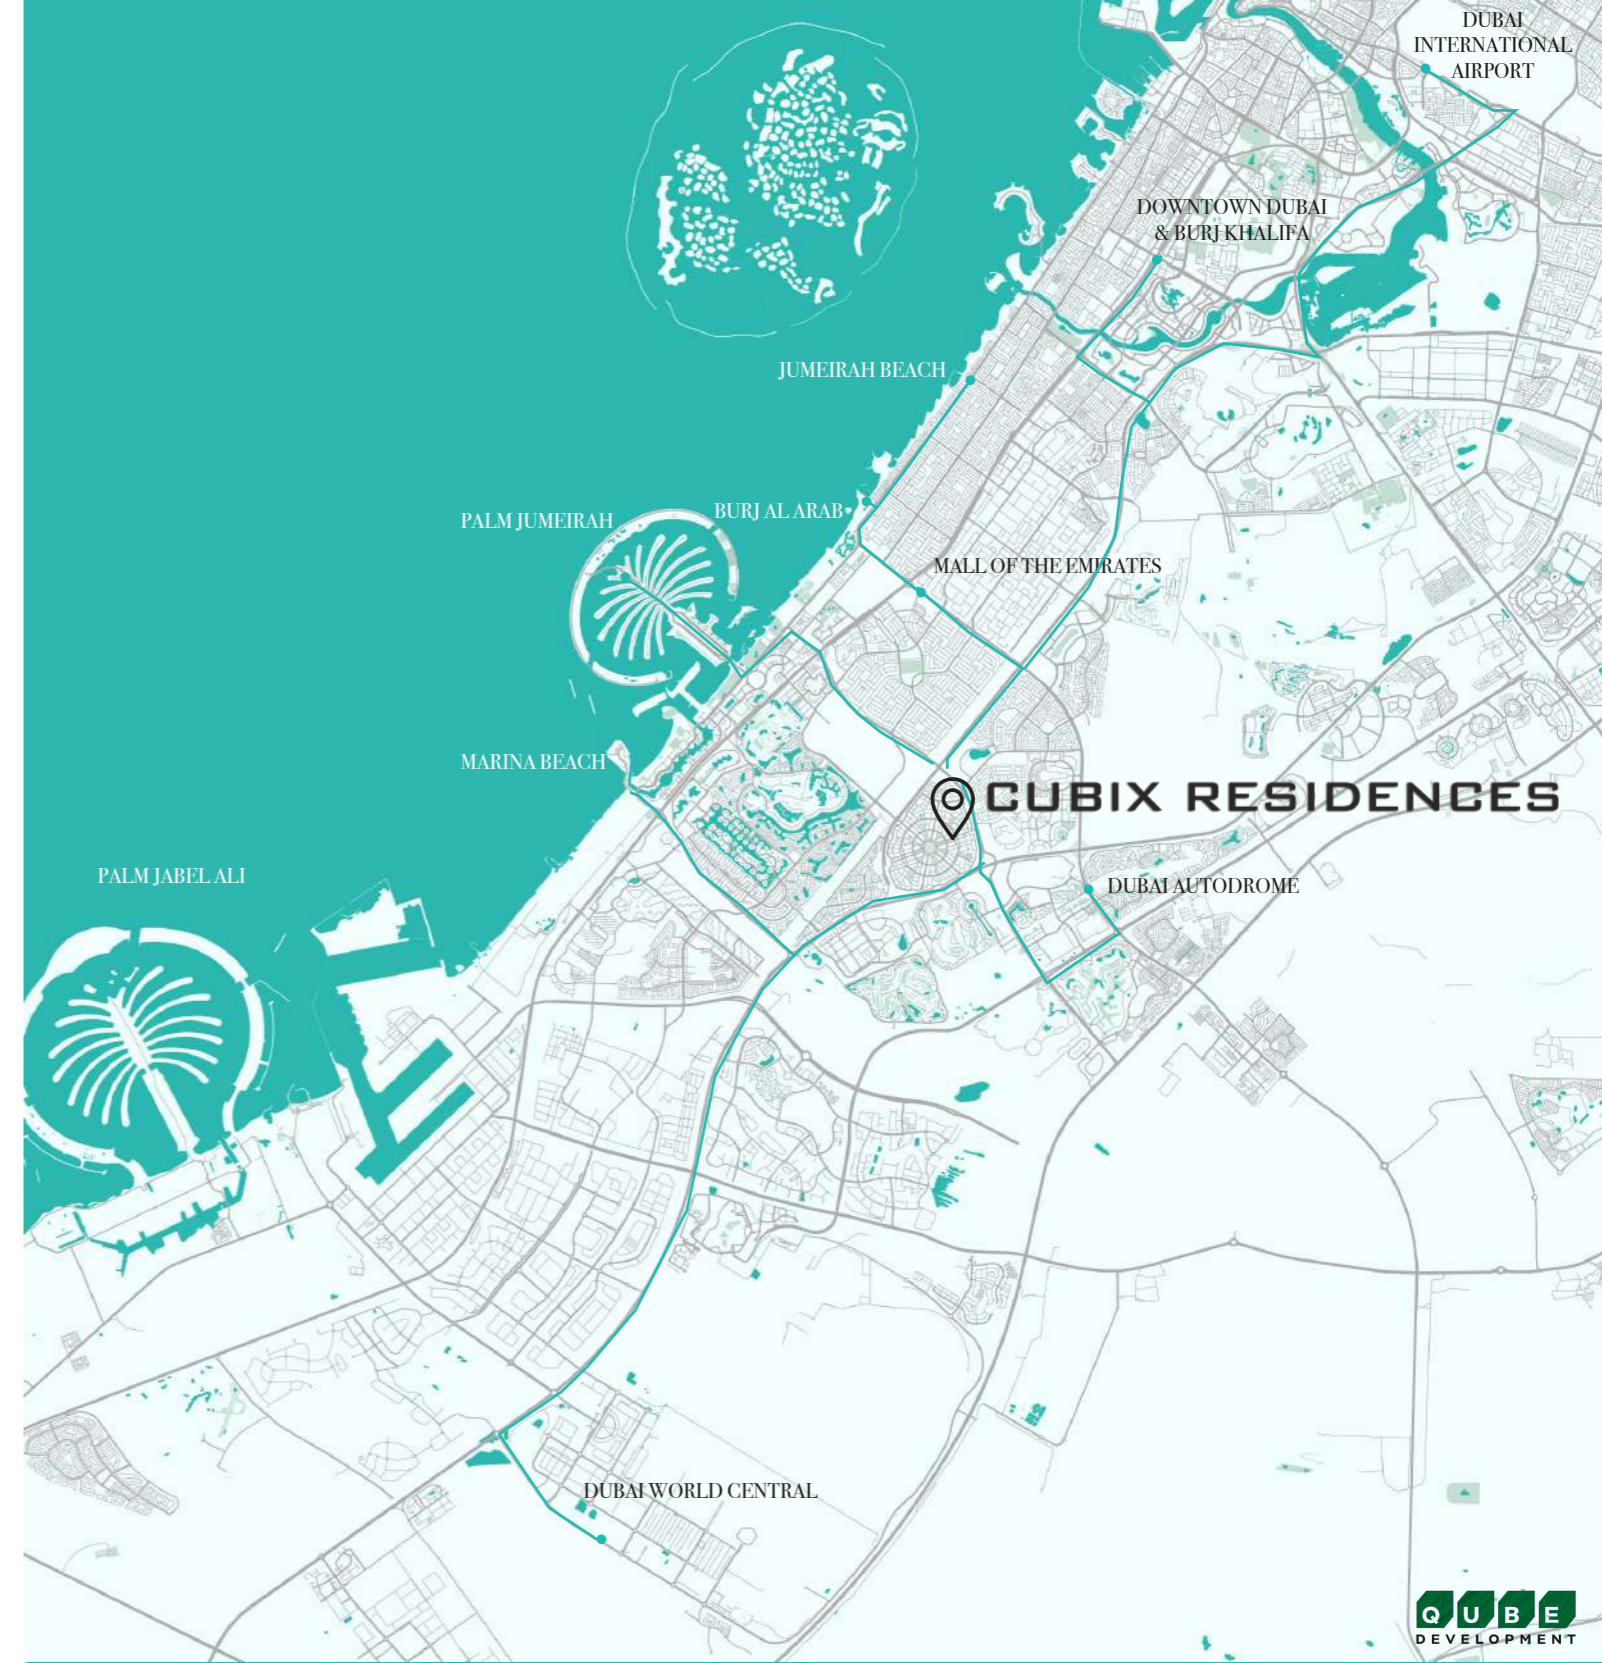 DUBAI
INTERNATIONAL
AIRPORT
DOWNTOWN DUBAI
& BURJ KHALIFA
JUMEIRAH BEACH
BURJ AL ARAB
PALM JUMEIRAH
MALL OF THE EMIRATES
MARINA BEACH
CUBIX RESIDENCES
PALM JABEL ALI
DUBAI AUTODROME
DUBAI WORLD CENTRAL
QUBE
DEVELOPMENT